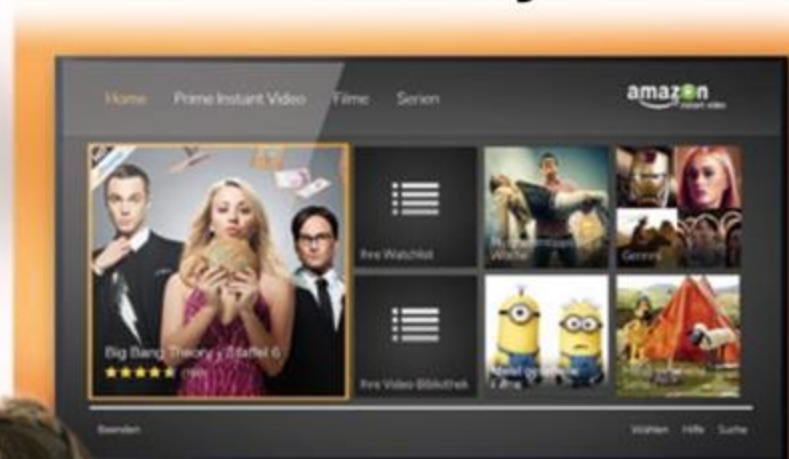 Home Prime Instant Video Filme Serien
amazon
instant video
Big Bang Theory - Staffel 6
Ihre Watchlist
Ihre Video-Bibliothek
Woche
Genres
Beenden
Wählen Hilfe Suche